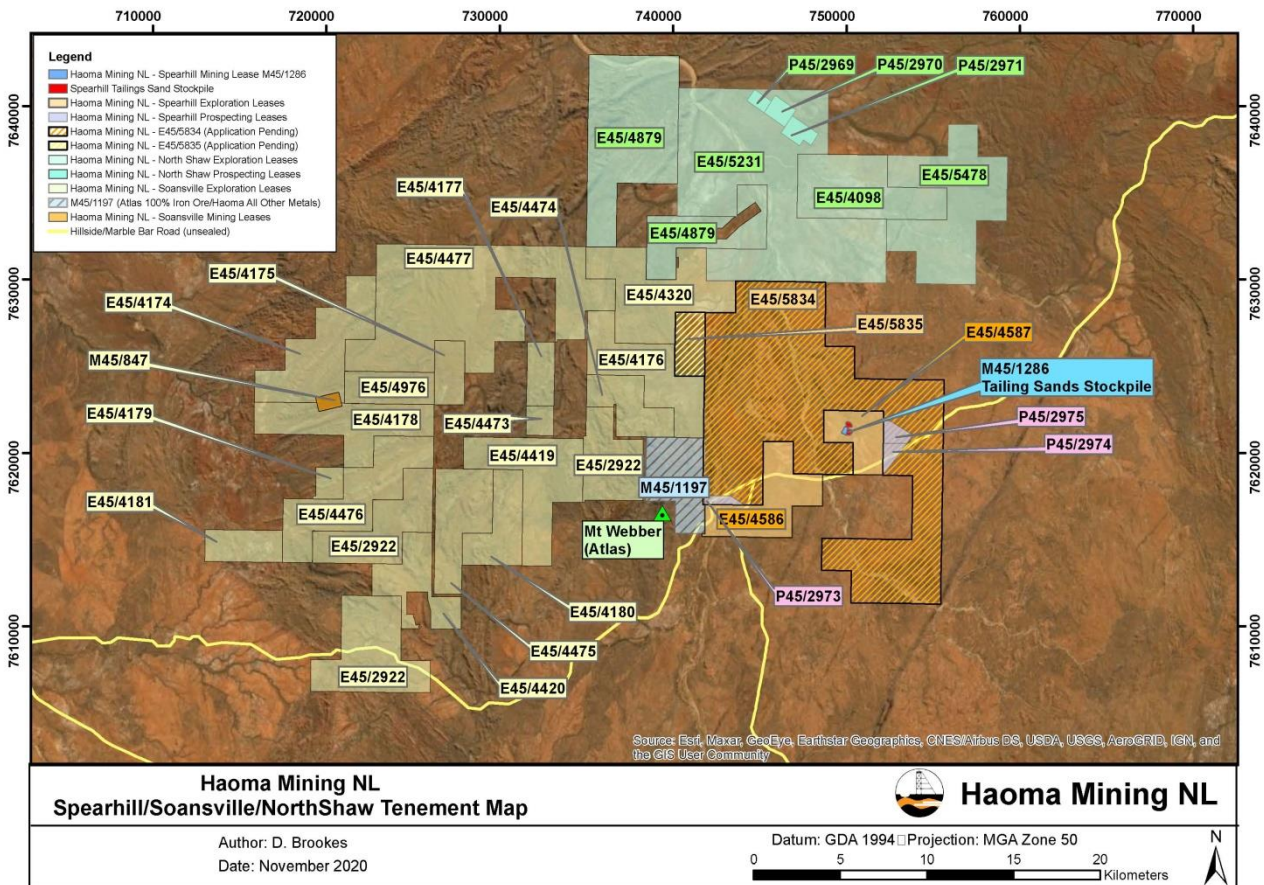 710000
720000
730000
740000
750000
760000
770000
Legend
Haoma Mining NL - Spearhill Mining Lease M45/1286
Spearhill Tailings Sand Stockpile
Haoma Mining NL - Spearhill Exploration Leases
Haoma Mining NL - Spearhill Prospecting Leases
Haoma Mining NL - E45/5834 (Application Pending)
Haoma Mining NL - E45/5835 (Application Pending)
Haoma Mining NL - North Shaw Exploration Leases
Haoma Mining NL - North Shaw Prospecting Leases
Haoma Mining NL - Soansville Exploration Leases
M45/1197 (Atlas 100% Iron Ore/Haoma All Other Metals)
Haoma Mining NL - Soansville Mining Leases
Hillside/Marble Bar Road (unsealed)
P45/2969
P45/2970
P45/2971
7640000
7640000
E45/4879
E45/5231
E45/5478
E45/4098
E45/4177
E45/4474
E45/4879
E45/4477
E45/4175
7630000
7630000
E45/4174
E45/4320
E45/5834
E45/5835
E45/4587
M45/847
E45/4176
M45/1286
Tailing Sands Stockpile
E45/4976
E45/4179
E45/4178
E45/4473
P45/2975
P45/2974
7620000
7620000
E45/4419
E45/2922
M45/1197
E45/4181
E45/4476
E45/4586
E45/2922
Mt Webber
(Atlas)
P45/2973
E45/4180
7610000
7610000
E45/4475
E45/2922
E45/4420
Source: Esri, Maxar, GeoEye, Earthstar Geographics, CNES/Airbus DS, USDA, USGS, AeroGRID, IGN, and
the GIS User Community
Haoma Mining NL
Spearhill/Soansville/NorthShaw Tenement Map
Haoma Mining NL
Author: D. Brookes
Date: November 2020
Datum: GDA 1994 □ Projection: MGA Zone 50
N
0 5 10 15 20
Kilometers